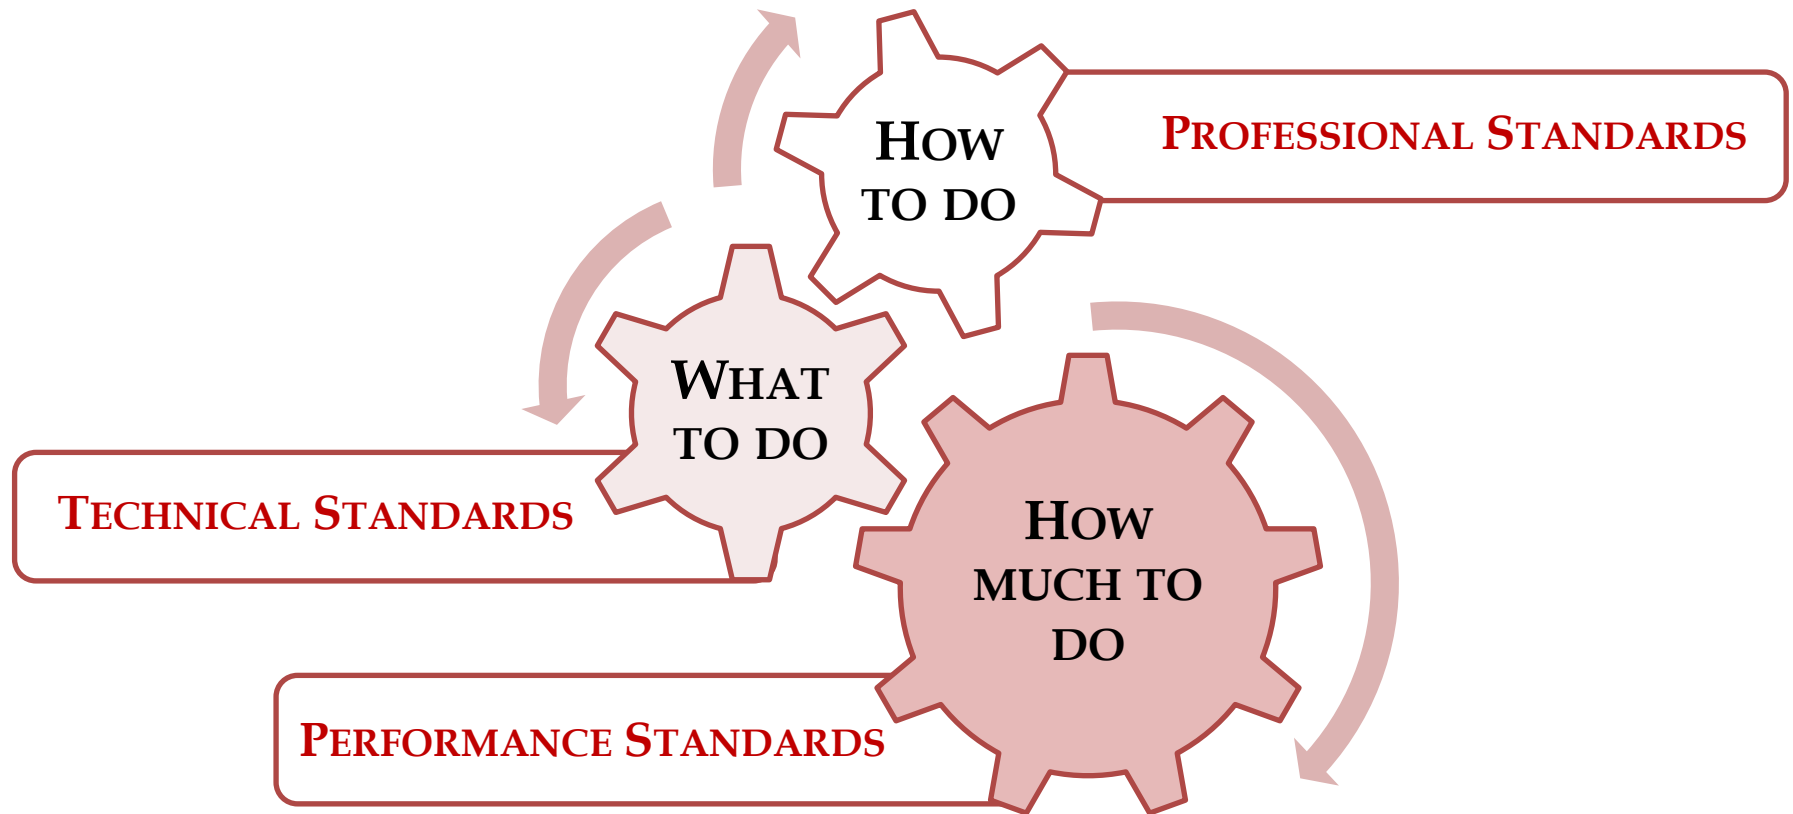 How
to do
Professional Standards
What
to do
Technical Standards
How
much to
do
Performance Standards